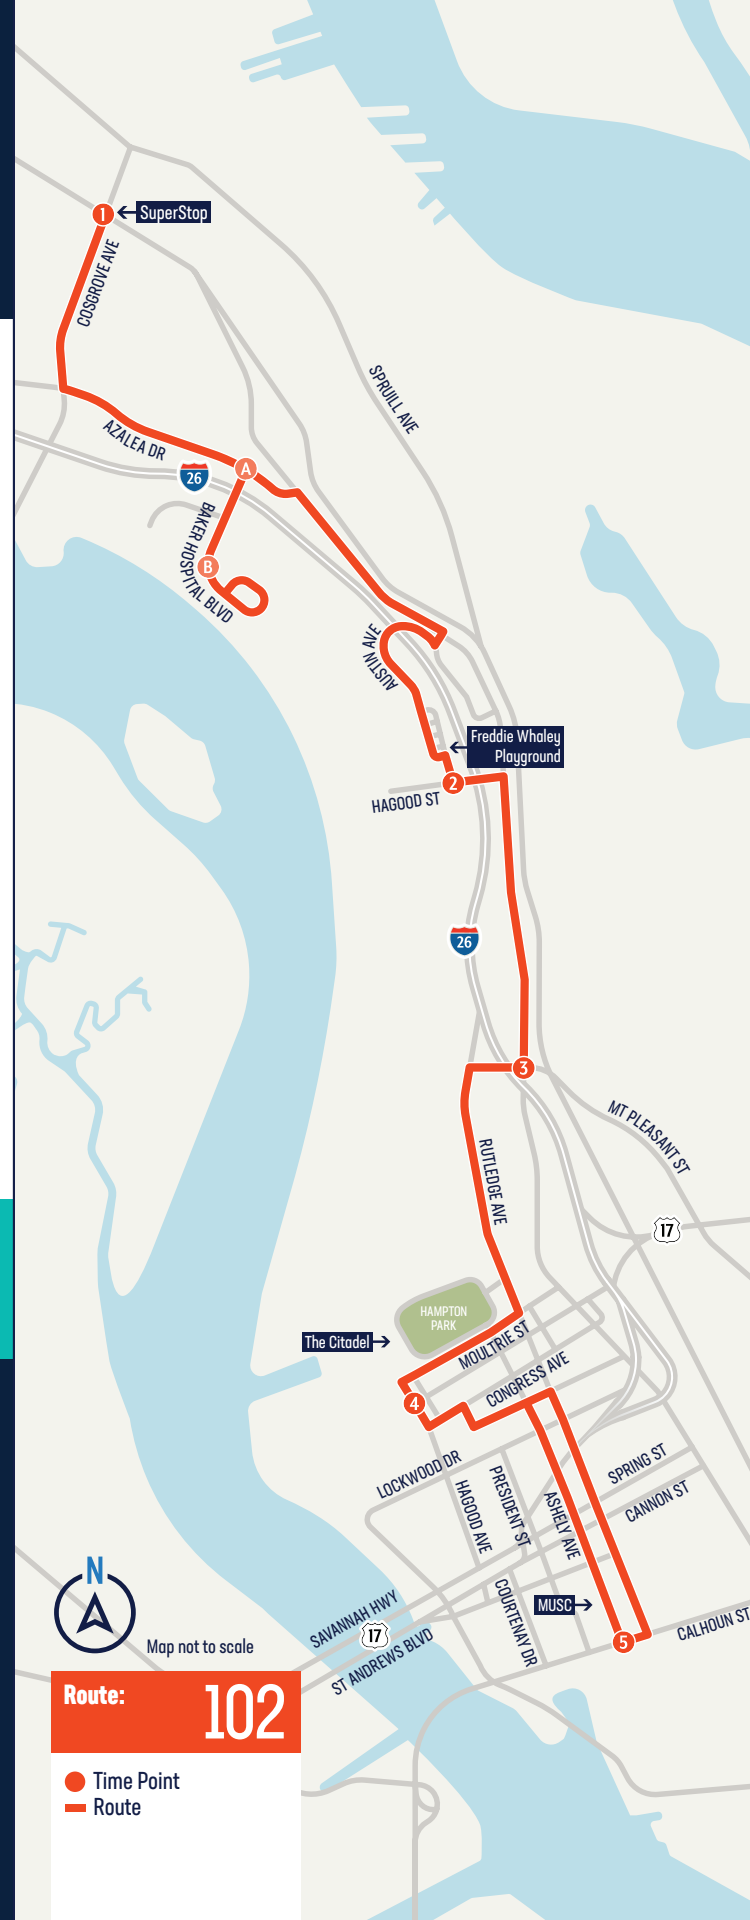 1
SuperStop
COSGROVE AVE
SPRUILL AVE
AZALEA DR
A
26
BAKER HOSPITAL BLVD
B
AUSTIN AVE
Freddie Whaley
Playground
2
HAGOOD ST
26
3
MT PLEASANT ST
RUTLEDGE AVE
17
HAMPTON
PARK
The Citadel
MOULTRIE ST
CONGRESS AVE
4
LOCKWOOD DR
SPRING ST
HAGOOD AVE
PRESIDENT ST
ASHELY AVE
CANNON ST
N
COURTENAY DR
MUSC
SAVANNAH HWY
17
ST ANDREWS BLVD
5
CALHOUN ST
Map not to scale
Route:
102
Time Point
Route